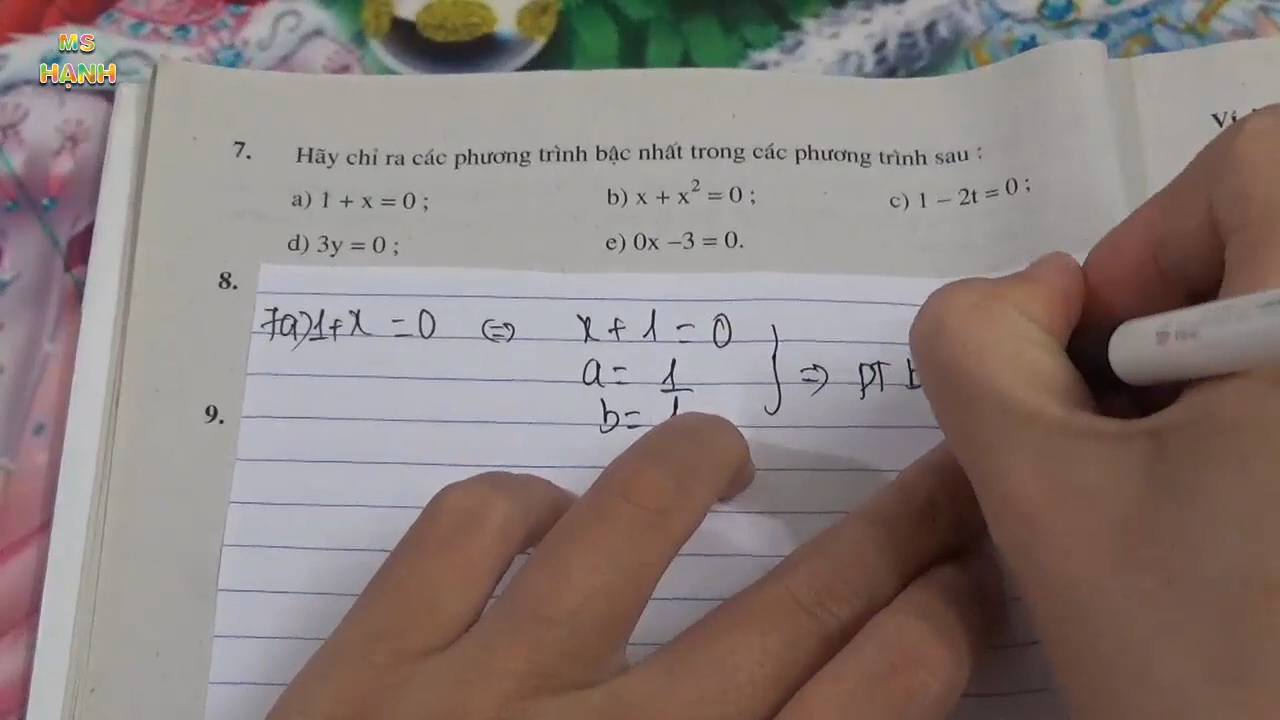 MS
HẠNH
7. Hãy chỉ ra các phương trình bậc nhất trong các phương trình sau :
a) 1 + x = 0 ; b) x + x² = 0 ; c) 1 – 2t = 0 ;
d) 3y = 0 ; e) 0x –3 = 0.
8.
7a) 1+x = 0 ⇔ x + 1 = 0
a = 1 } ⇒ PT b
b = 1
9.